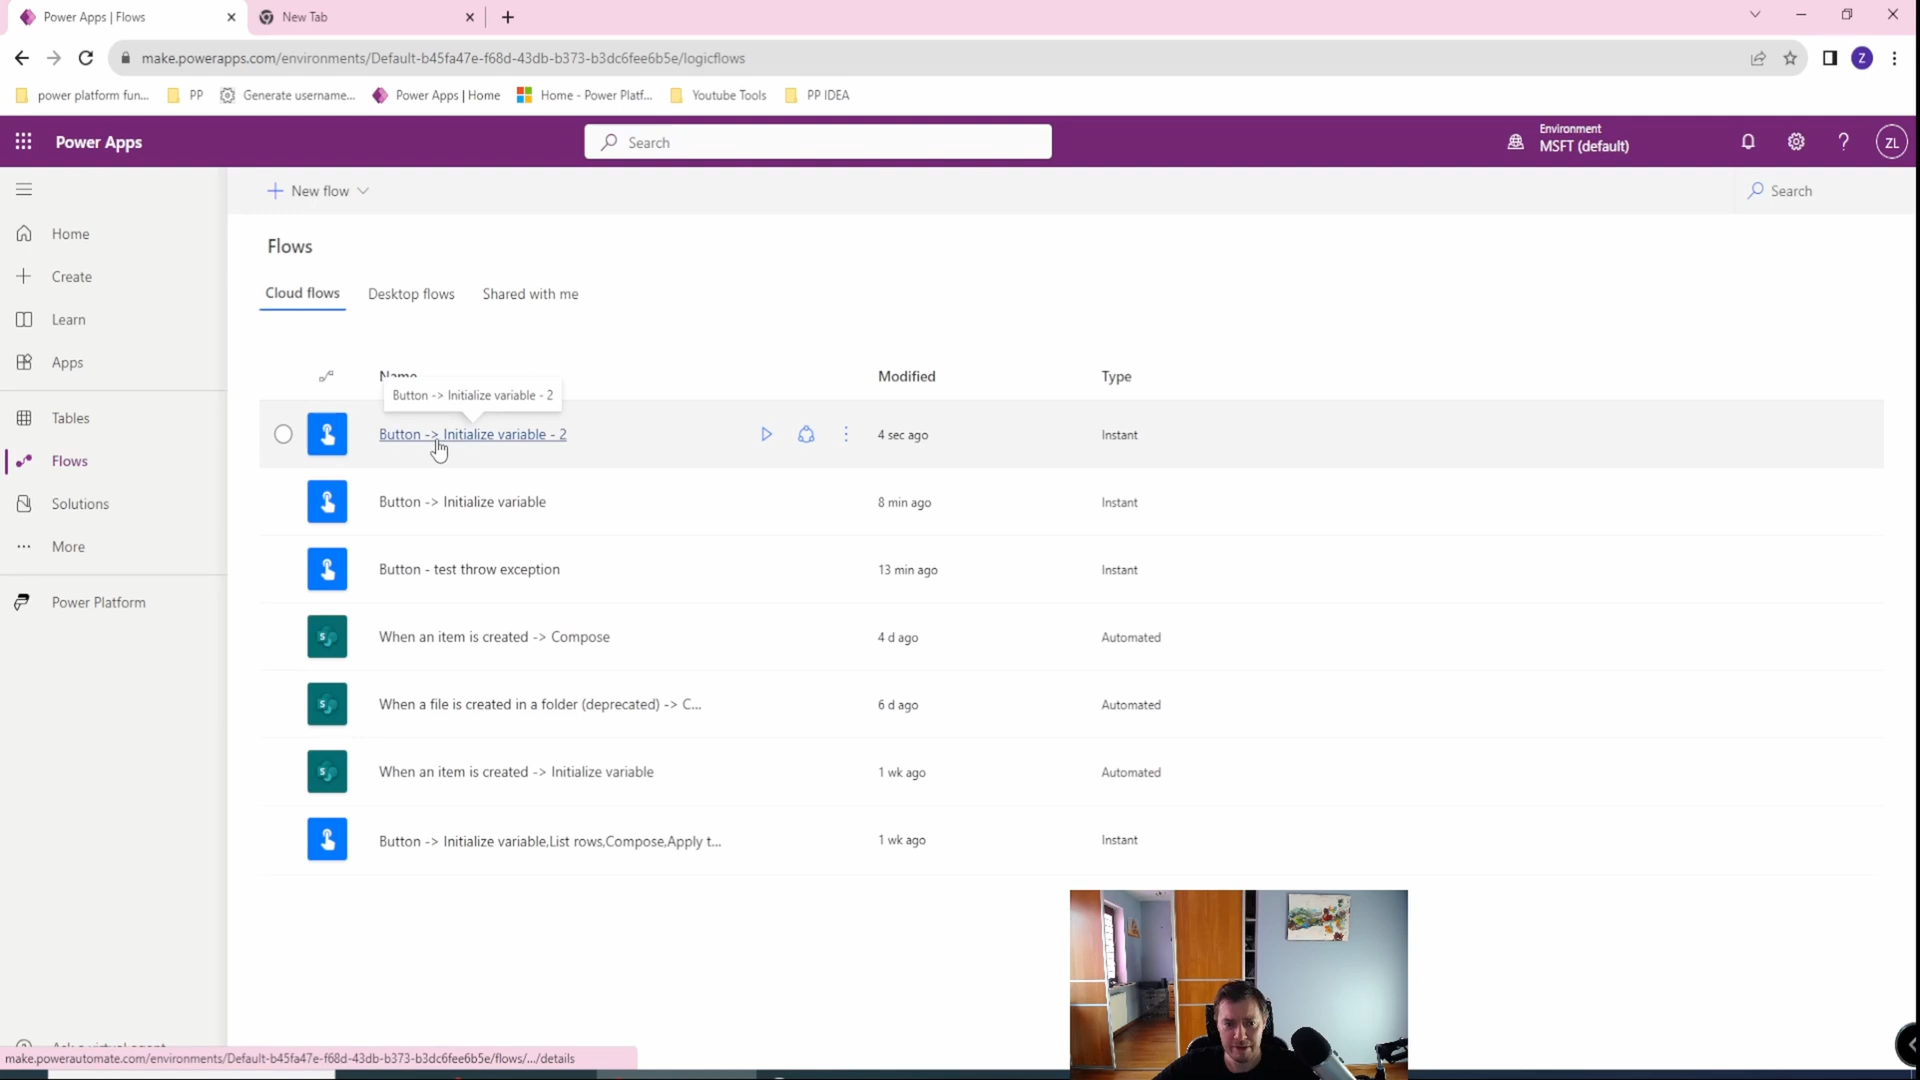 Power Apps | Flows
New Tab
make.powerapps.com/environments/Default-b45fa47e-f68d-43db-b373-b3dc6fee6b5e/logicflows
Z
power platform fun...
PP
Generate username...
Power Apps | Home
Home - Power Platf...
Youtube Tools
PP IDEA
Power Apps
Search
Environment
MSFT (default)
ZL
New flow
Search
Home
Create
Learn
Apps
Tables
Flows
Solutions
More
Power Platform
Flows
Cloud flows
Desktop flows
Shared with me
Name
Modified
Type
Button -> Initialize variable - 2
Button -> Initialize variable - 2
4 sec ago
Instant
Button -> Initialize variable
8 min ago
Instant
Button - test throw exception
13 min ago
Instant
When an item is created -> Compose
4 d ago
Automated
When a file is created in a folder (deprecated) -> C...
6 d ago
Automated
When an item is created -> Initialize variable
1 wk ago
Automated
Button -> Initialize variable,List rows,Compose,Apply t...
1 wk ago
Instant
make.powerautomate.com/environments/Default-b45fa47e-f68d-43db-b373-b3dc6fee6b5e/flows/.../details